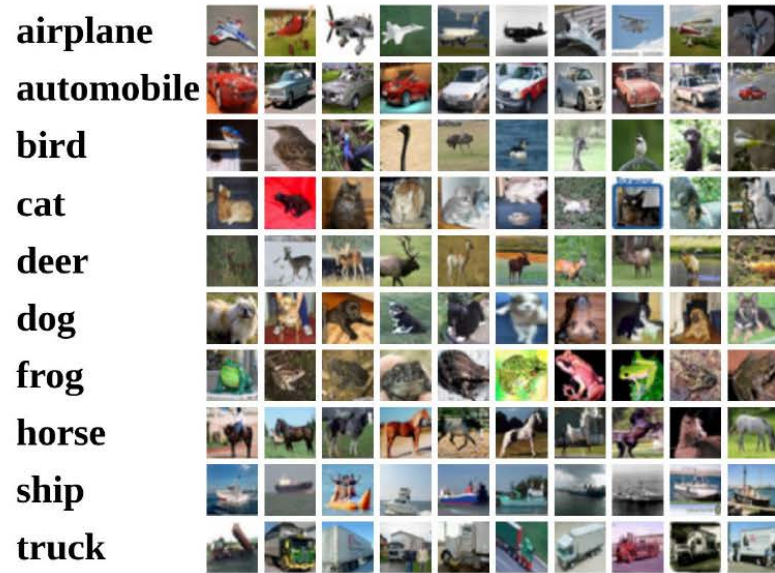 airplane
automobile
bird
cat
deer
dog
frog
horse
ship
truck